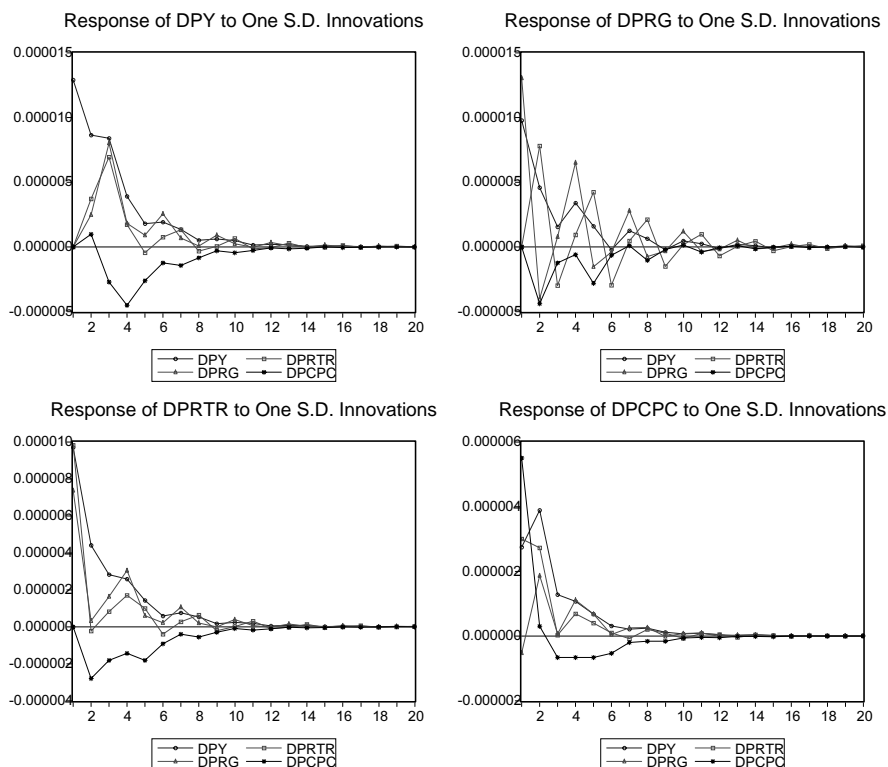 Response of DPY to One S.D. Innovations
0.000015
0.000010
0.000005
0.000000
-0.000005
2 4 6 8 10 12 14 16 18 20
DPY DPRTR
DPRG DPCPC
Response of DPRG to One S.D. Innovations
0.000015
0.000010
0.000005
0.000000
-0.000005
2 4 6 8 10 12 14 16 18 20
DPY DPRTR
DPRG DPCPC
Response of DPRTR to One S.D. Innovations
0.000010
0.000008
0.000006
0.000004
0.000002
0.000000
-0.000002
-0.000004
2 4 6 8 10 12 14 16 18 20
DPY DPRTR
DPRG DPCPC
Response of DPCPC to One S.D. Innovations
0.000006
0.000004
0.000002
0.000000
-0.000002
2 4 6 8 10 12 14 16 18 20
DPY DPRTR
DPRG DPCPC